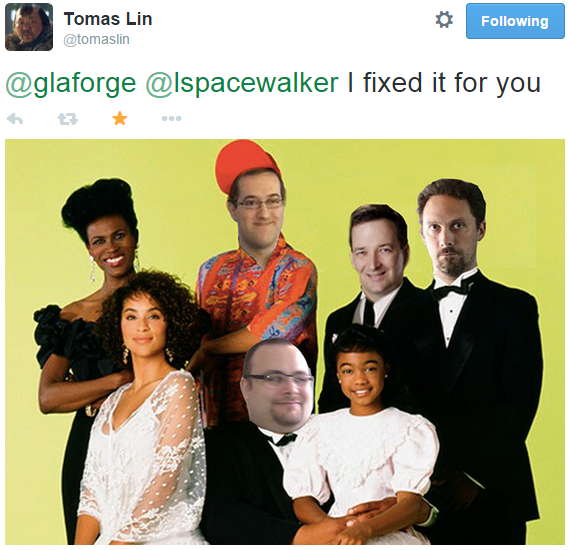 Tomas Lin
@tomaslin
Following
@glaforge @lspacewalker I fixed it for you